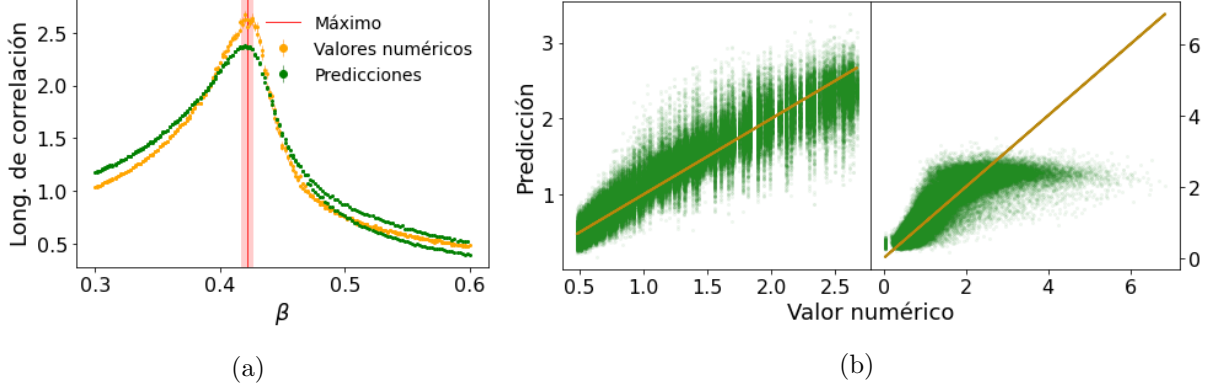 Long. de correlación
2.5
2.0
1.5
1.0
0.5
Máximo
Valores numéricos
Predicciones
0.3
0.4
0.5
0.6
β
(a)
Predicción
3
2
1
0.5
1.0
1.5
2.0
2.5
0
2
4
6
6
4
2
0
Valor numérico
(b)